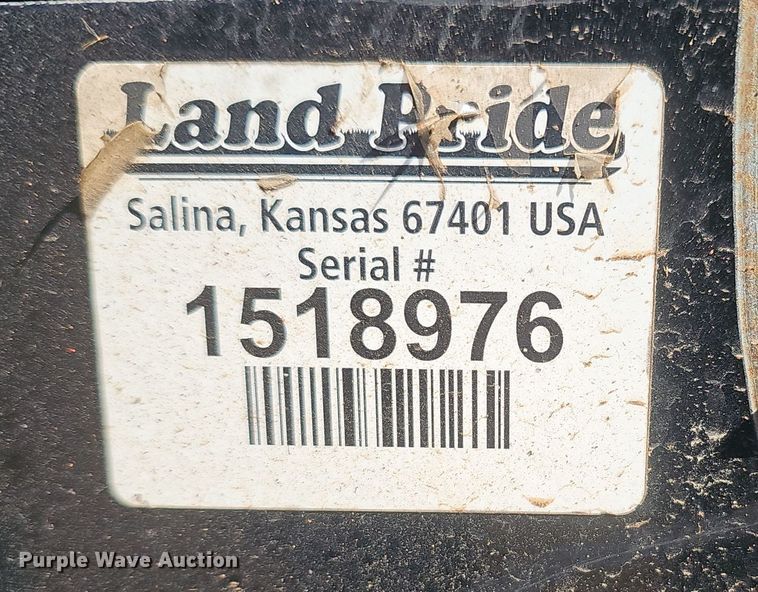 Land Pride
Salina, Kansas 67401 USA
Serial #
1518976
Purple Wave Auction